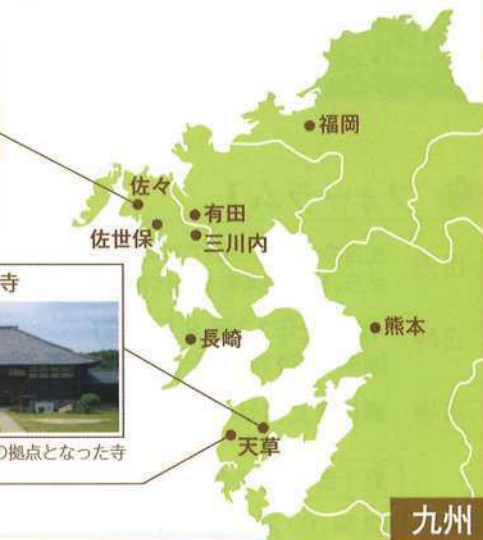 福岡
佐々
有田
佐世保
三川内
寺
長崎
熊本
の拠点となった寺
天草
九州